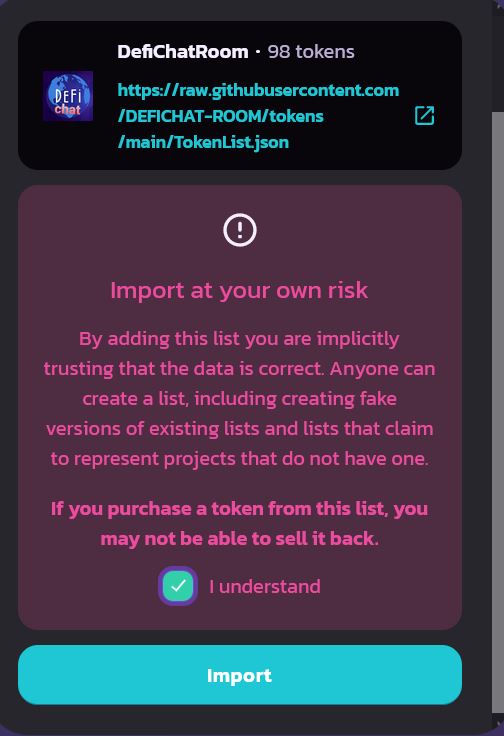 DefiChatRoom · 98 tokens
DEFi
chat
https://raw.githubusercontent.com
/DEFICHAT-ROOM/tokens
/main/TokenList.json
Import at your own risk
By adding this list you are implicitly
trusting that the data is correct. Anyone can
create a list, including creating fake
versions of existing lists and lists that claim
to represent projects that do not have one.
If you purchase a token from this list, you
may not be able to sell it back.
I understand
Import